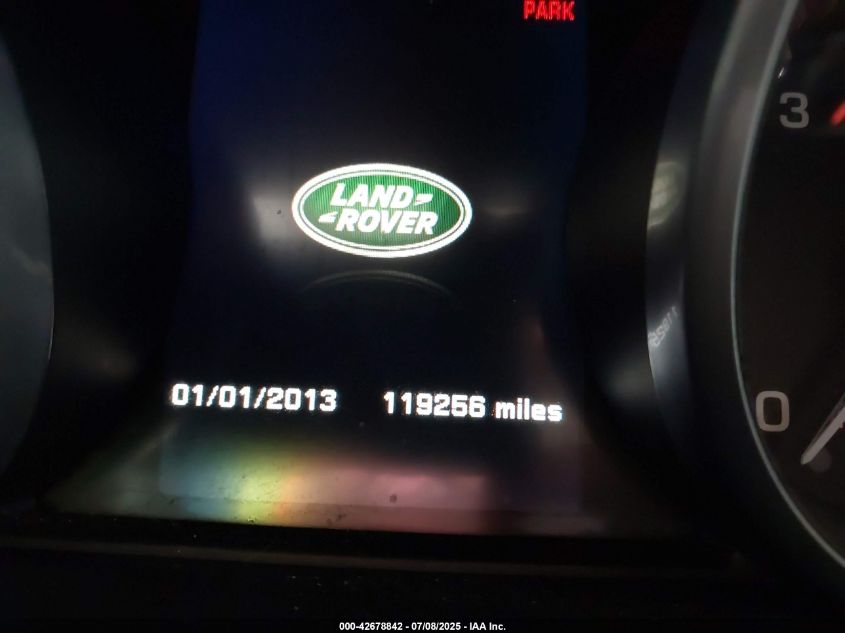 PARK
3
LAND
ROVER
01/01/2013 119256 miles
0
000-42678842 - 07/08/2025 - IAA Inc.